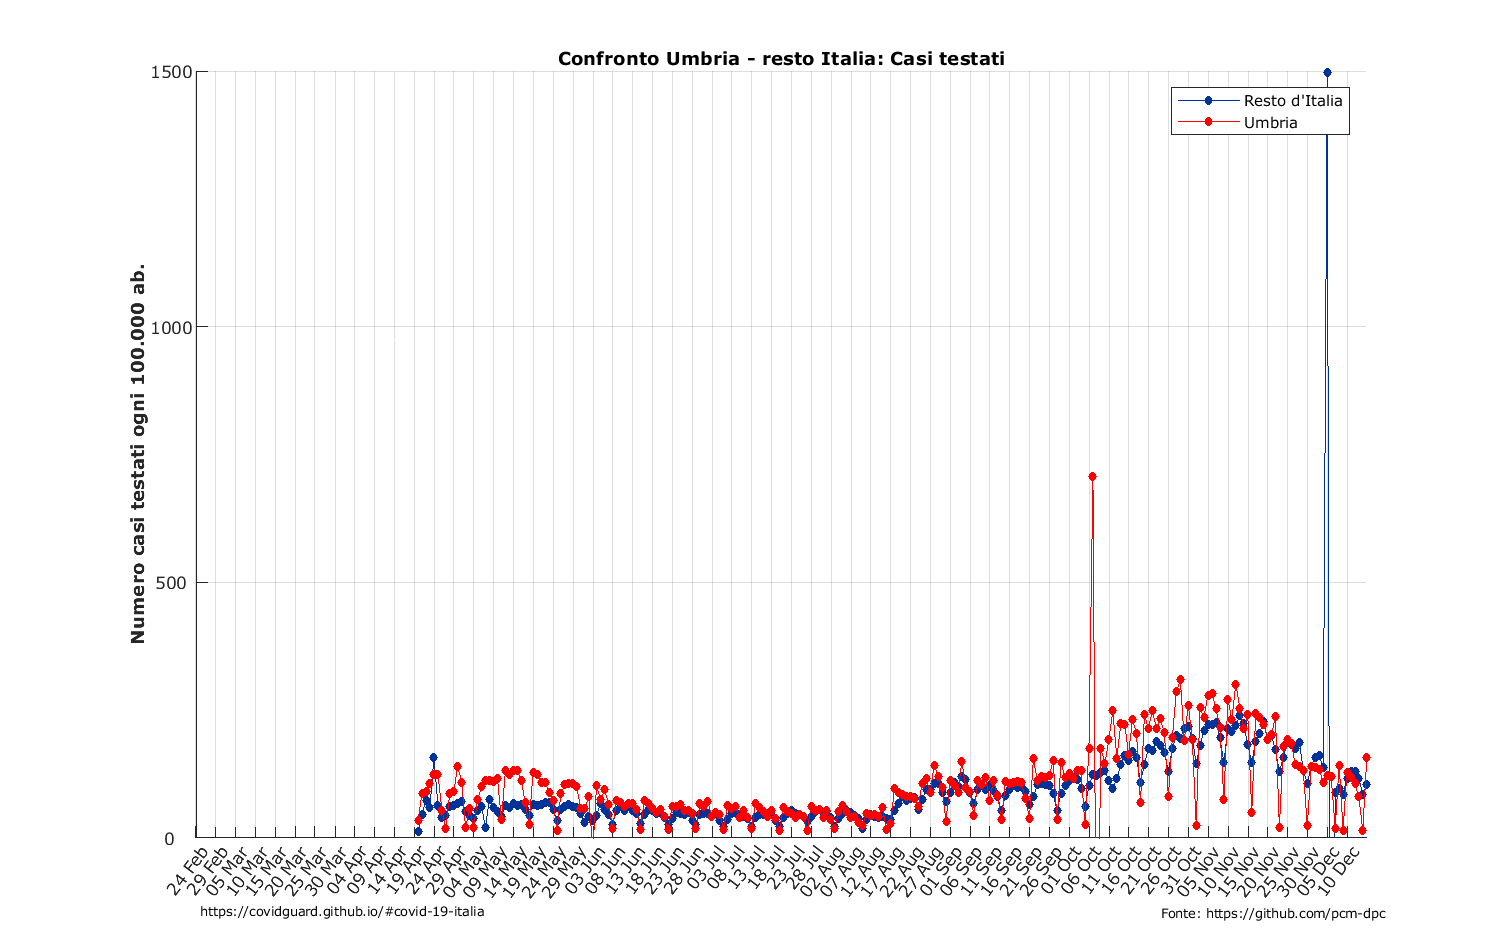 Confronto Umbria - resto Italia: Casi testati
1500
1000
500
0
Numero casi testati ogni 100.000 ab.
Resto d'Italia
Umbria
24 Feb
29 Feb
05 Mar
10 Mar
15 Mar
20 Mar
25 Mar
30 Mar
04 Apr
09 Apr
14 Apr
19 Apr
24 Apr
29 Apr
04 May
09 May
14 May
19 May
24 May
29 May
03 Jun
08 Jun
13 Jun
18 Jun
23 Jun
28 Jun
03 Jul
08 Jul
13 Jul
18 Jul
23 Jul
28 Jul
02 Aug
07 Aug
12 Aug
17 Aug
22 Aug
27 Aug
01 Sep
06 Sep
11 Sep
16 Sep
21 Sep
26 Sep
01 Oct
06 Oct
11 Oct
16 Oct
21 Oct
26 Oct
31 Oct
05 Nov
10 Nov
15 Nov
20 Nov
25 Nov
30 Nov
05 Dec
10 Dec
https://covidguard.github.io/#covid-19-italia
Fonte: https://github.com/pcm-dpc